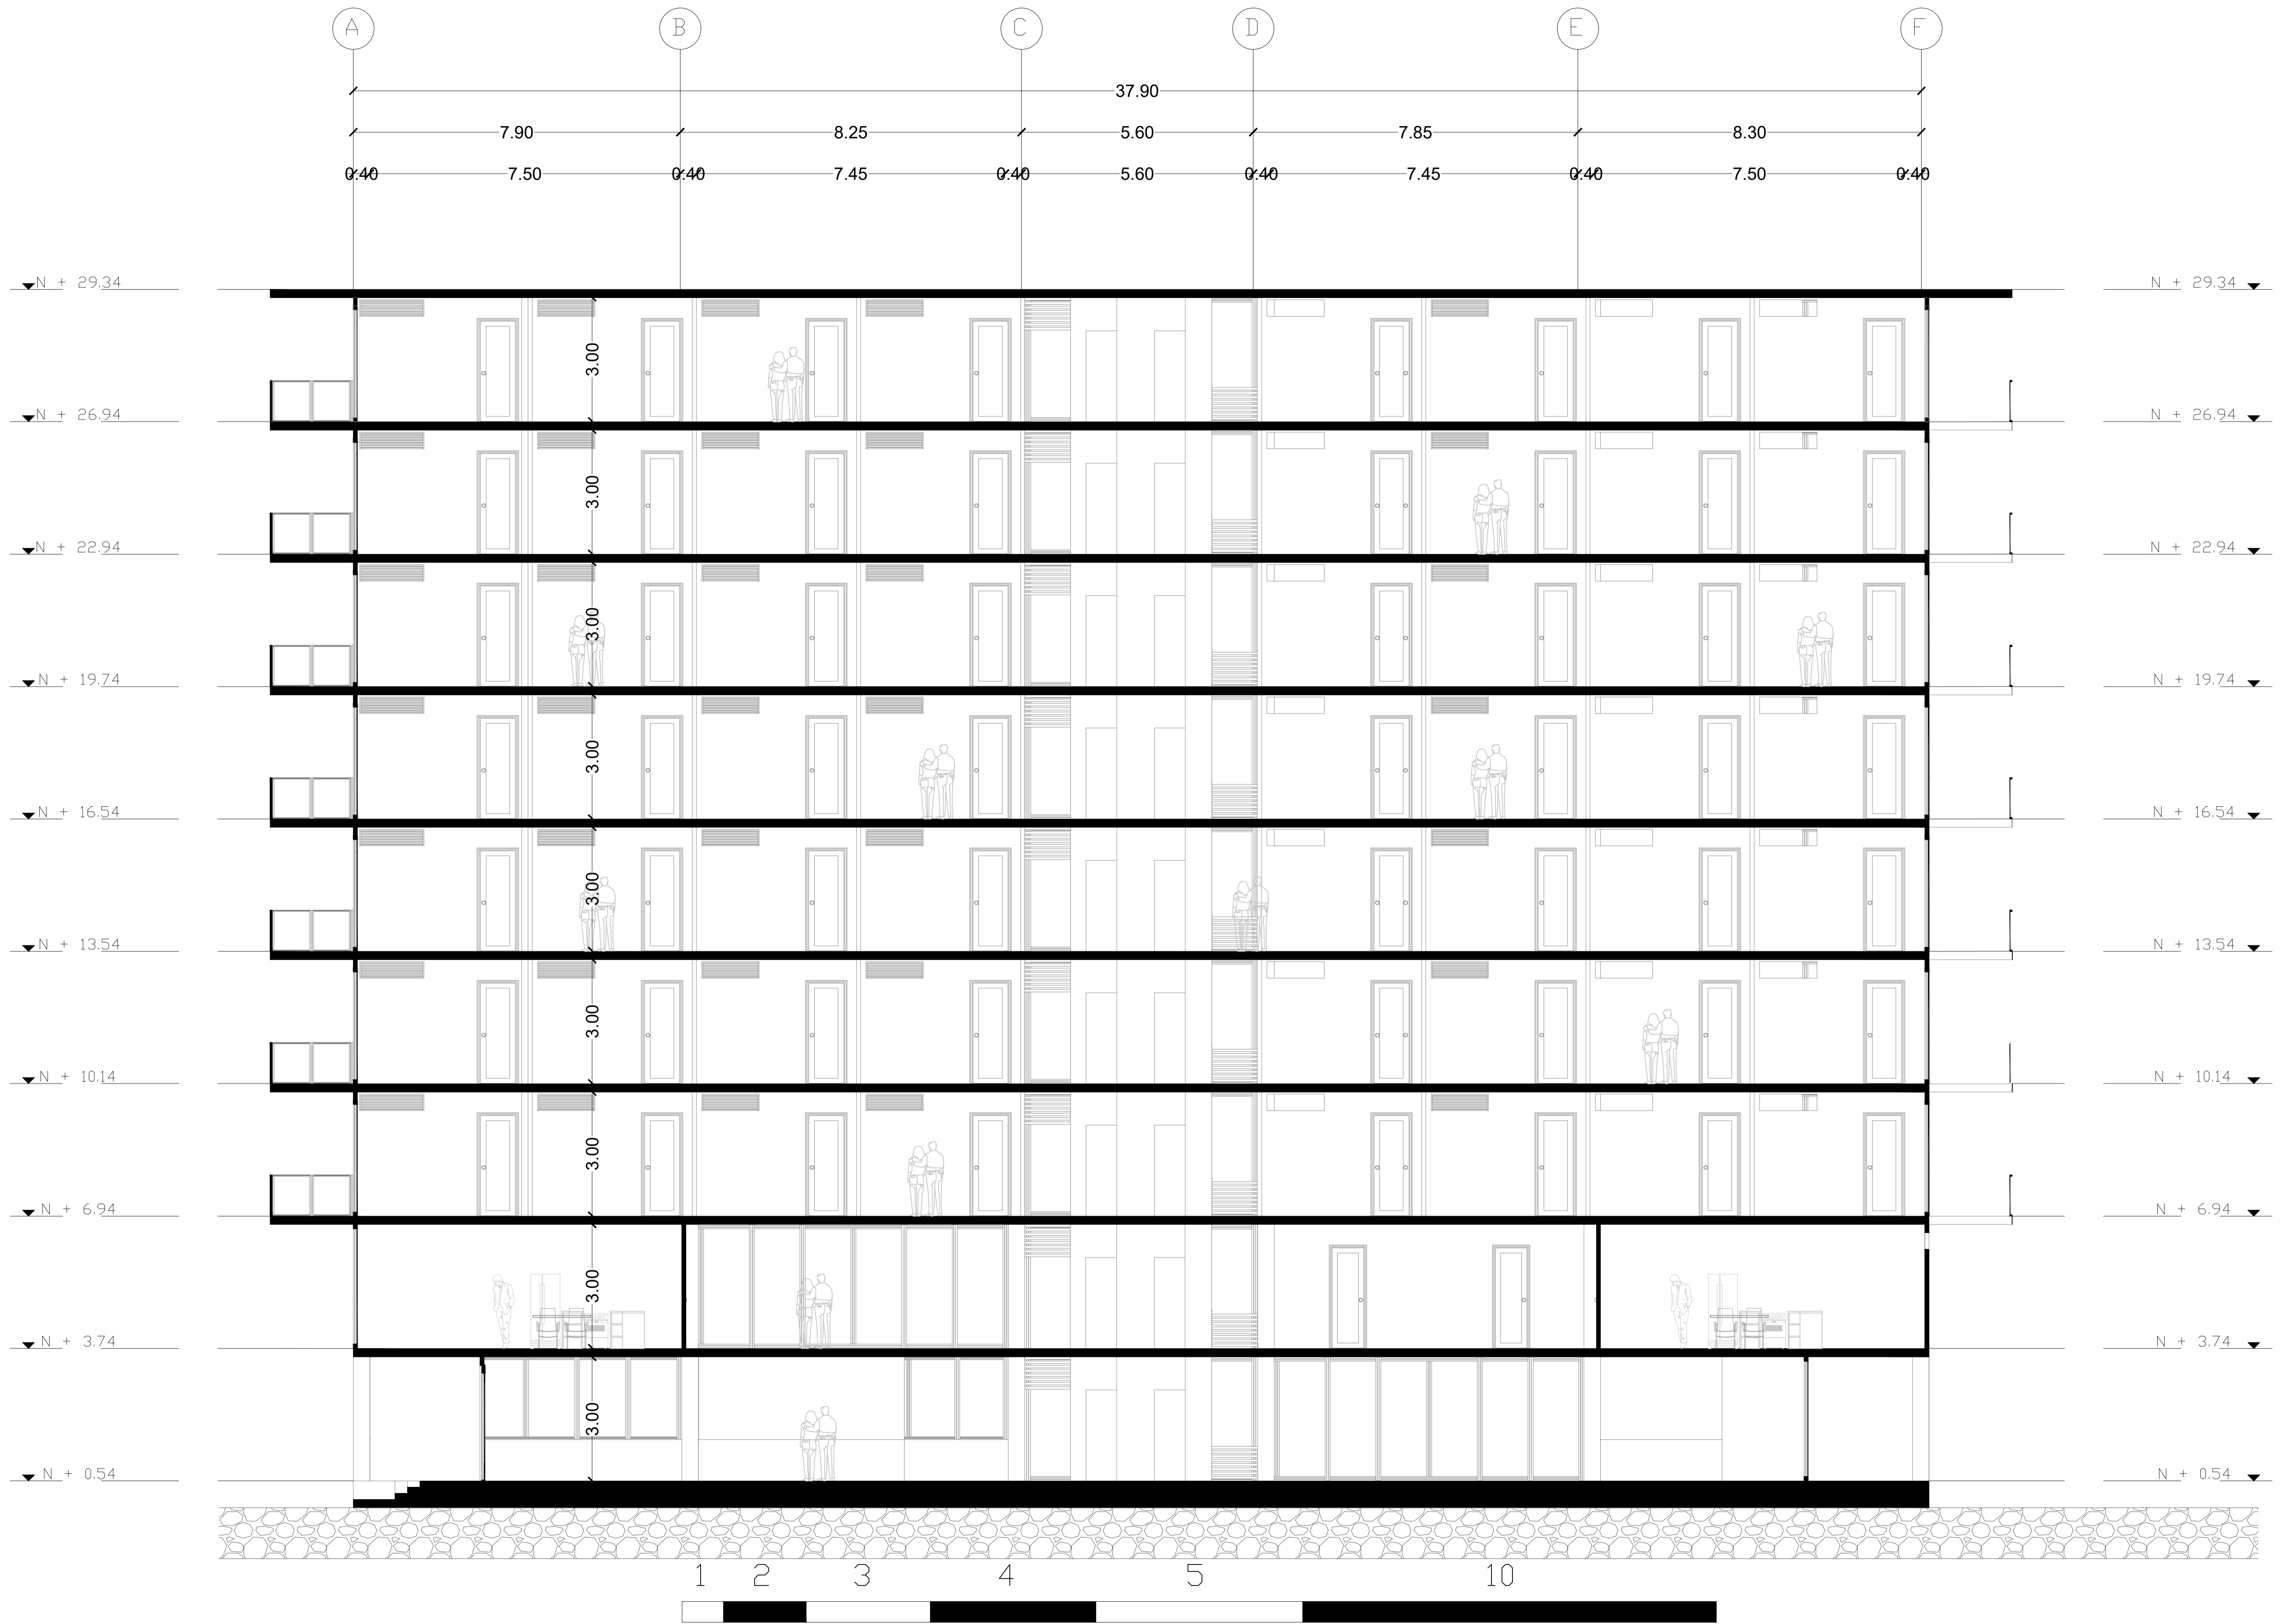 A B C D E F
37.90
7.90 8.25 5.60 7.85 8.30
0.40 7.50 0.40 7.45 0.40 5.60 0.40 7.45 0.40 7.50 0.40
N + 29.34 N + 29.34
3.00
N + 26.94 N + 26.94
3.00
N + 22.94 N + 22.94
3.00
N + 19.74 N + 19.74
3.00
N + 16.54 N + 16.54
3.00
N + 13.54 N + 13.54
3.00
N + 10.14 N + 10.14
3.00
N + 6.94 N + 6.94
3.00
N + 3.74 N + 3.74
3.00
N + 0.54 N + 0.54
1 2 3 4 5 10